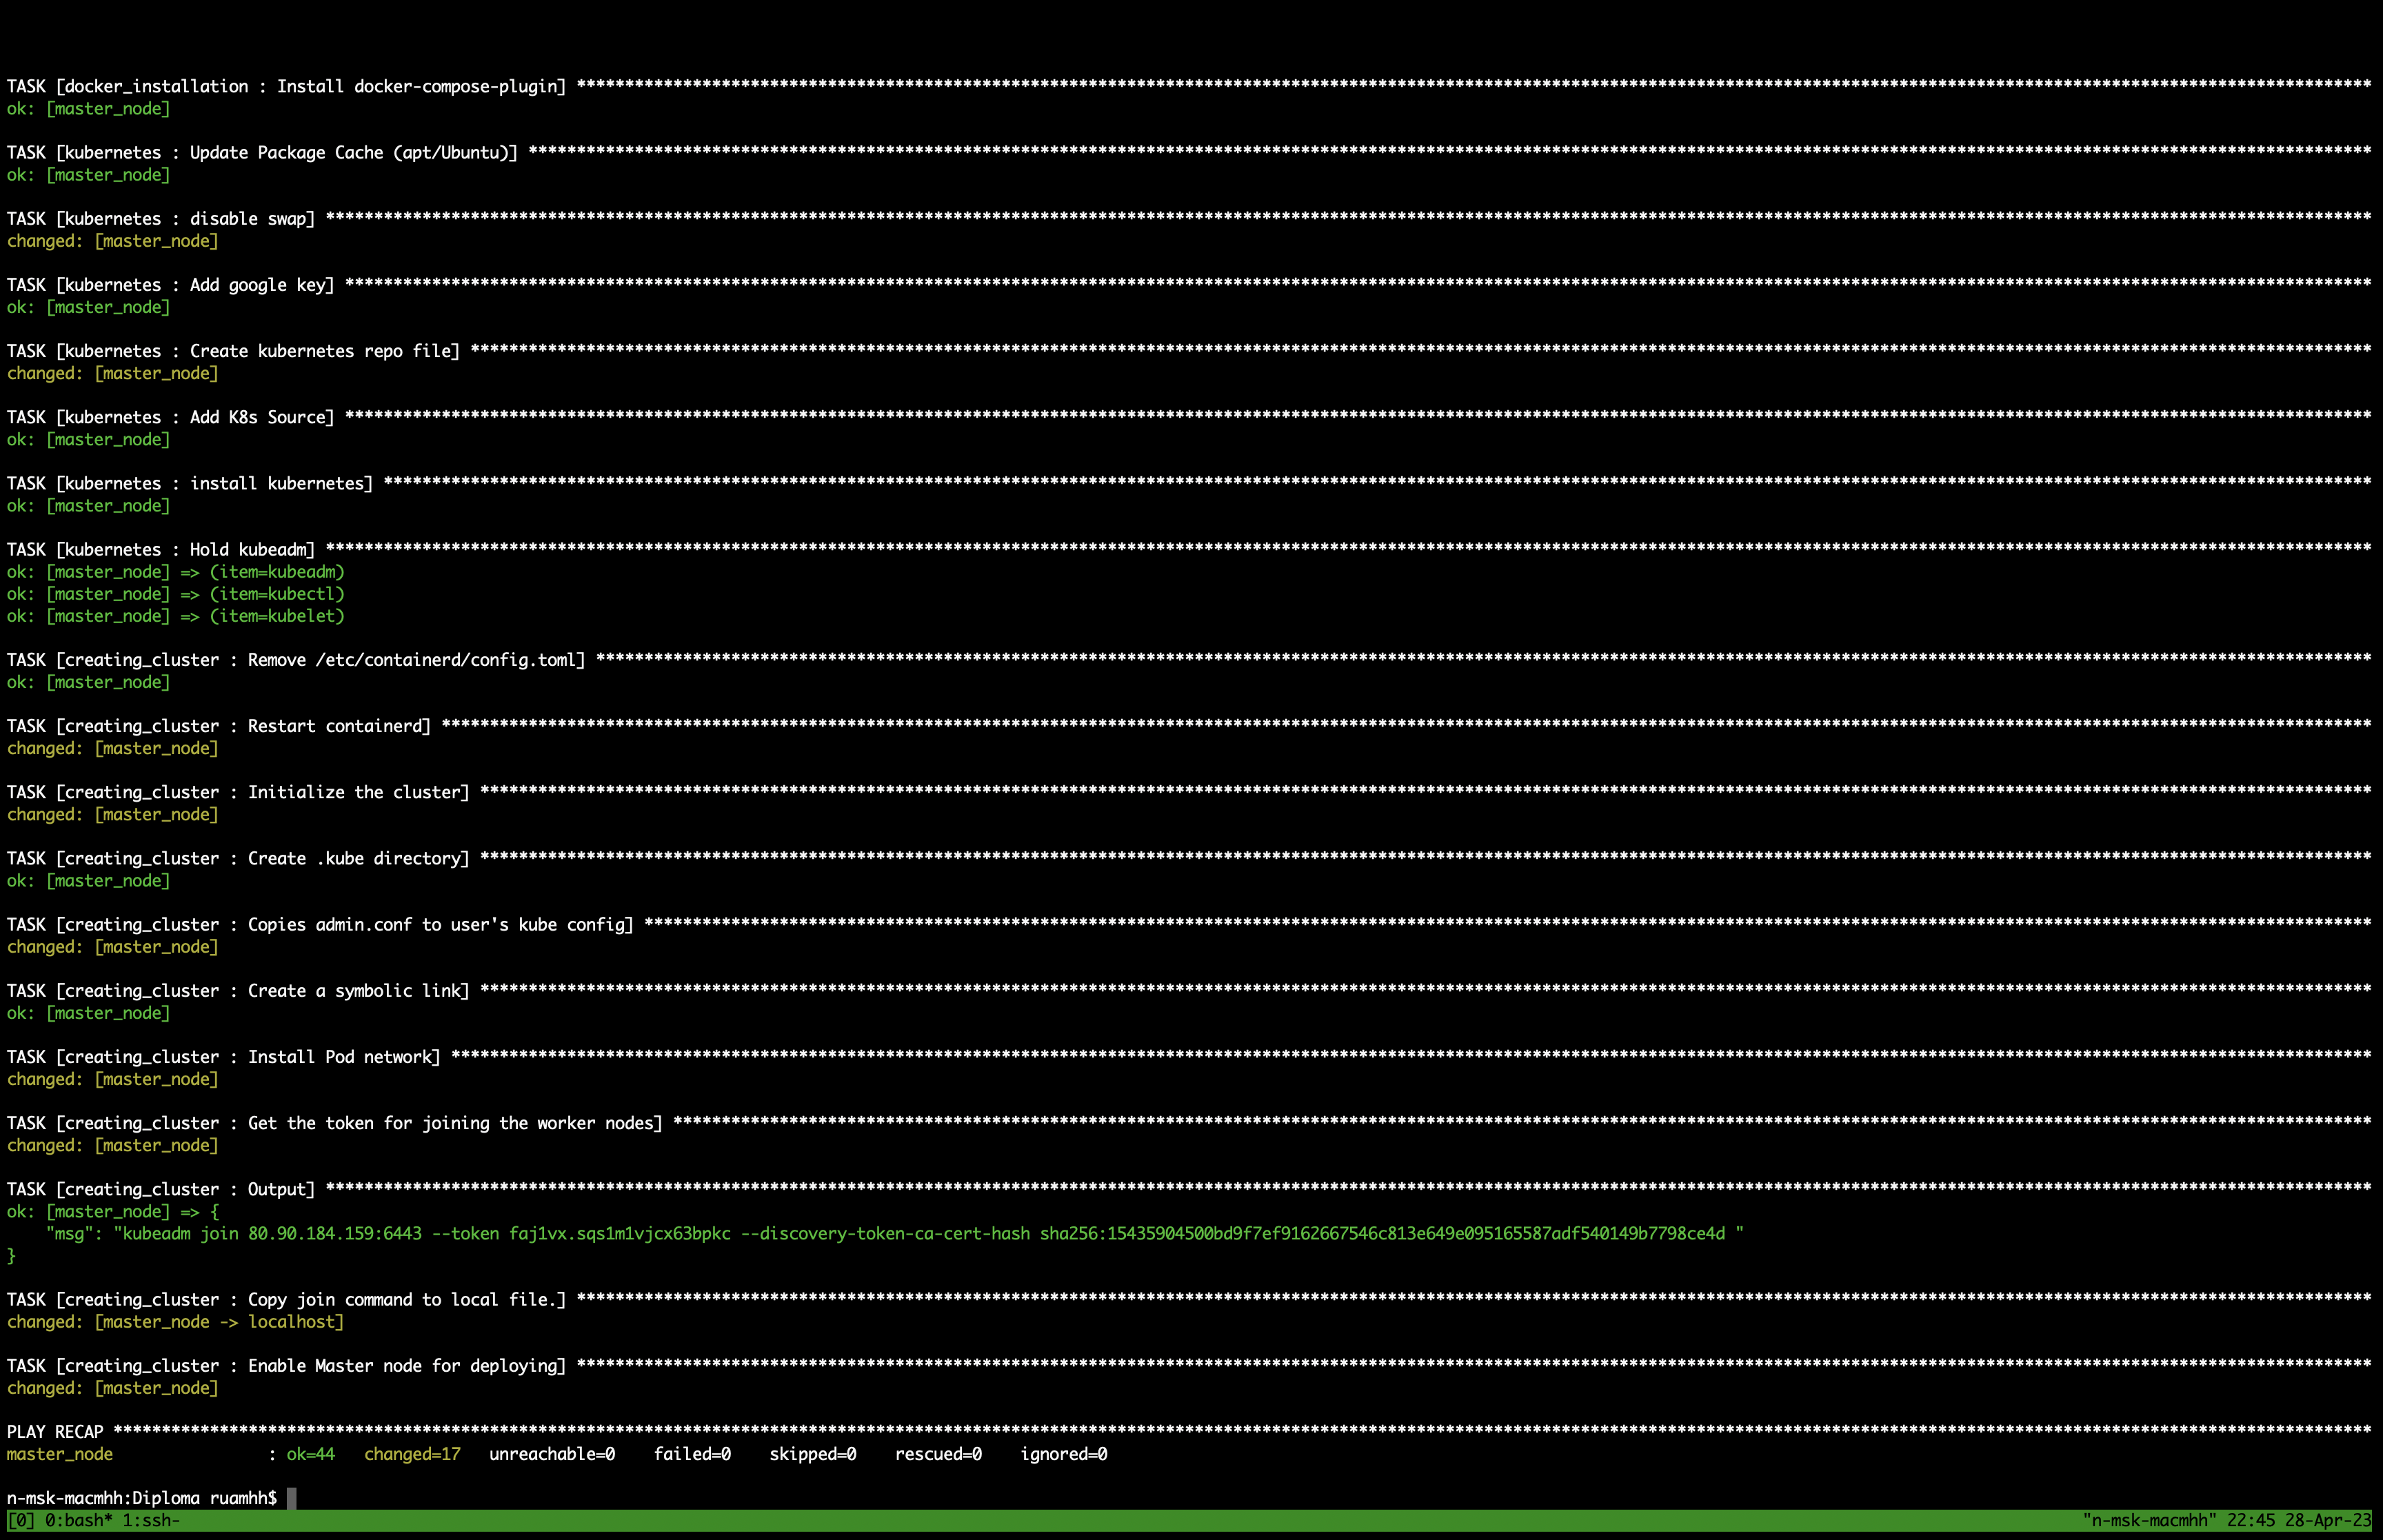 TASK [docker_installation : Install docker-compose-plugin] ****************************************************************************************************************************************************************************************
ok: [master_node]
TASK [kubernetes : Update Package Cache (apt/Ubuntu)] *********************************************************************************************************************************************************************************************
ok: [master_node]
TASK [kubernetes : disable swap] ******************************************************************************************************************************************************************************************************************
changed: [master_node]
TASK [kubernetes : Add google key] ****************************************************************************************************************************************************************************************************************
ok: [master_node]
TASK [kubernetes : Create kubernetes repo file] ***************************************************************************************************************************************************************************************************
changed: [master_node]
TASK [kubernetes : Add K8s Source] ****************************************************************************************************************************************************************************************************************
ok: [master_node]
TASK [kubernetes : install kubernetes] ************************************************************************************************************************************************************************************************************
ok: [master_node]
TASK [kubernetes : Hold kubeadm] ******************************************************************************************************************************************************************************************************************
ok: [master_node] => (item=kubeadm)
ok: [master_node] => (item=kubectl)
ok: [master_node] => (item=kubelet)
TASK [creating_cluster : Remove /etc/containerd/config.toml] **************************************************************************************************************************************************************************************
ok: [master_node]
TASK [creating_cluster : Restart containerd] ******************************************************************************************************************************************************************************************************
changed: [master_node]
TASK [creating_cluster : Initialize the cluster] **************************************************************************************************************************************************************************************************
changed: [master_node]
TASK [creating_cluster : Create .kube directory] **************************************************************************************************************************************************************************************************
ok: [master_node]
TASK [creating_cluster : Copies admin.conf to user's kube config] *********************************************************************************************************************************************************************************
changed: [master_node]
TASK [creating_cluster : Create a symbolic link] **************************************************************************************************************************************************************************************************
ok: [master_node]
TASK [creating_cluster : Install Pod network] *****************************************************************************************************************************************************************************************************
changed: [master_node]
TASK [creating_cluster : Get the token for joining the worker nodes] ******************************************************************************************************************************************************************************
changed: [master_node]
TASK [creating_cluster : Output] ******************************************************************************************************************************************************************************************************************
ok: [master_node] => {
"msg": "kubeadm join 80.90.184.159:6443 --token faj1vx.sqs1m1vjcx63bpkc --discovery-token-ca-cert-hash sha256:15435904500bd9f7ef9162667546c813e649e095165587adf540149b7798ce4d "
}
TASK [creating_cluster : Copy join command to local file.] ****************************************************************************************************************************************************************************************
changed: [master_node -> localhost]
TASK [creating_cluster : Enable Master node for deploying] ****************************************************************************************************************************************************************************************
changed: [master_node]
PLAY RECAP ****************************************************************************************************************************************************************************************************************************************
master_node : ok=44 changed=17 unreachable=0 failed=0 skipped=0 rescued=0 ignored=0
n-msk-macmhh:Diploma ruamhh$
[0] 0:bash* 1:ssh- "n-msk-macmhh" 22:45 28-Apr-23